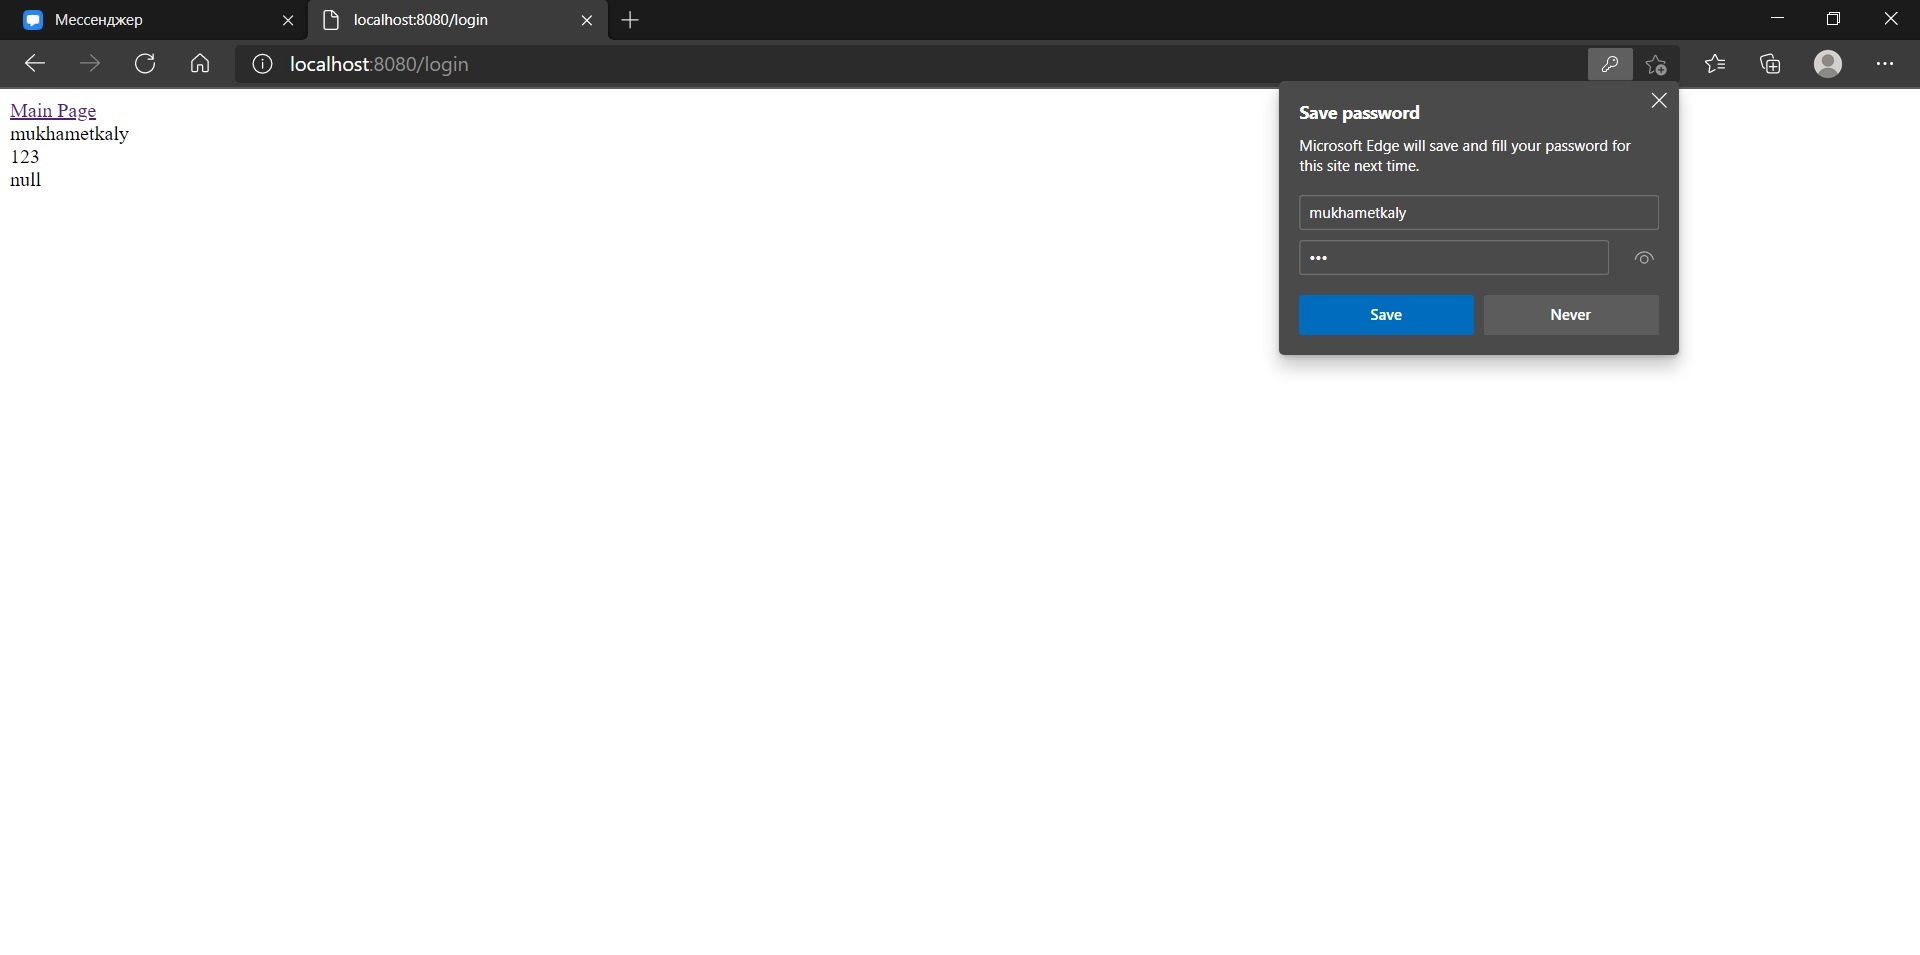 Мессенджер
localhost:8080/login
localhost:8080/login
Main Page
mukhametkaly
123
null
Save password
Microsoft Edge will save and fill your password for
this site next time.
mukhametkaly
•••
Save
Never